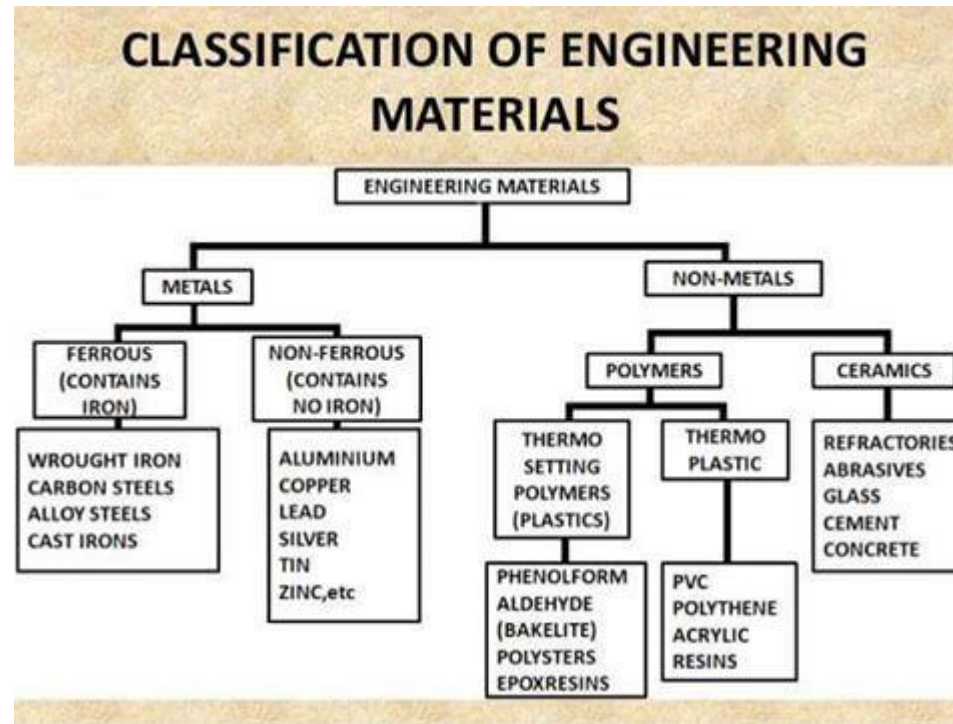 CLASSIFICATION OF ENGINEERING
MATERIALS
ENGINEERING MATERIALS
METALS
NON-METALS
FERROUS
(CONTAINS
IRON)
NON-FERROUS
(CONTAINS
NO IRON)
POLYMERS
CERAMICS
WROUGHT IRON
CARBON STEELS
ALLOY STEELS
CAST IRONS
ALUMINIUM
COPPER
LEAD
SILVER
TIN
ZINC,etc
THERMO
SETTING
POLYMERS
(PLASTICS)
THERMO
PLASTIC
REFRACTORIES
ABRASIVES
GLASS
CEMENT
CONCRETE
PHENOLFORM
ALDEHYDE
(BAKELITE)
POLYSTERS
EPOXRESINS
PVC
POLYTHENE
ACRYLIC
RESINS